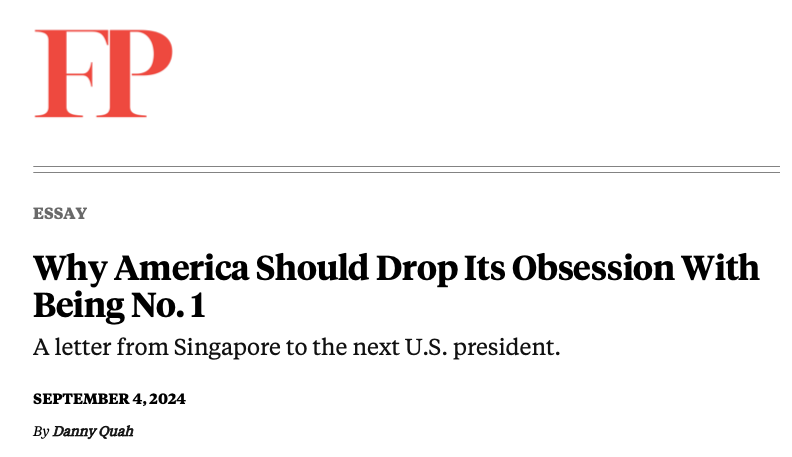 FP
ESSAY
Why America Should Drop Its Obsession With
Being No. 1
A letter from Singapore to the next U.S. president.
SEPTEMBER 4, 2024
By Danny Quah